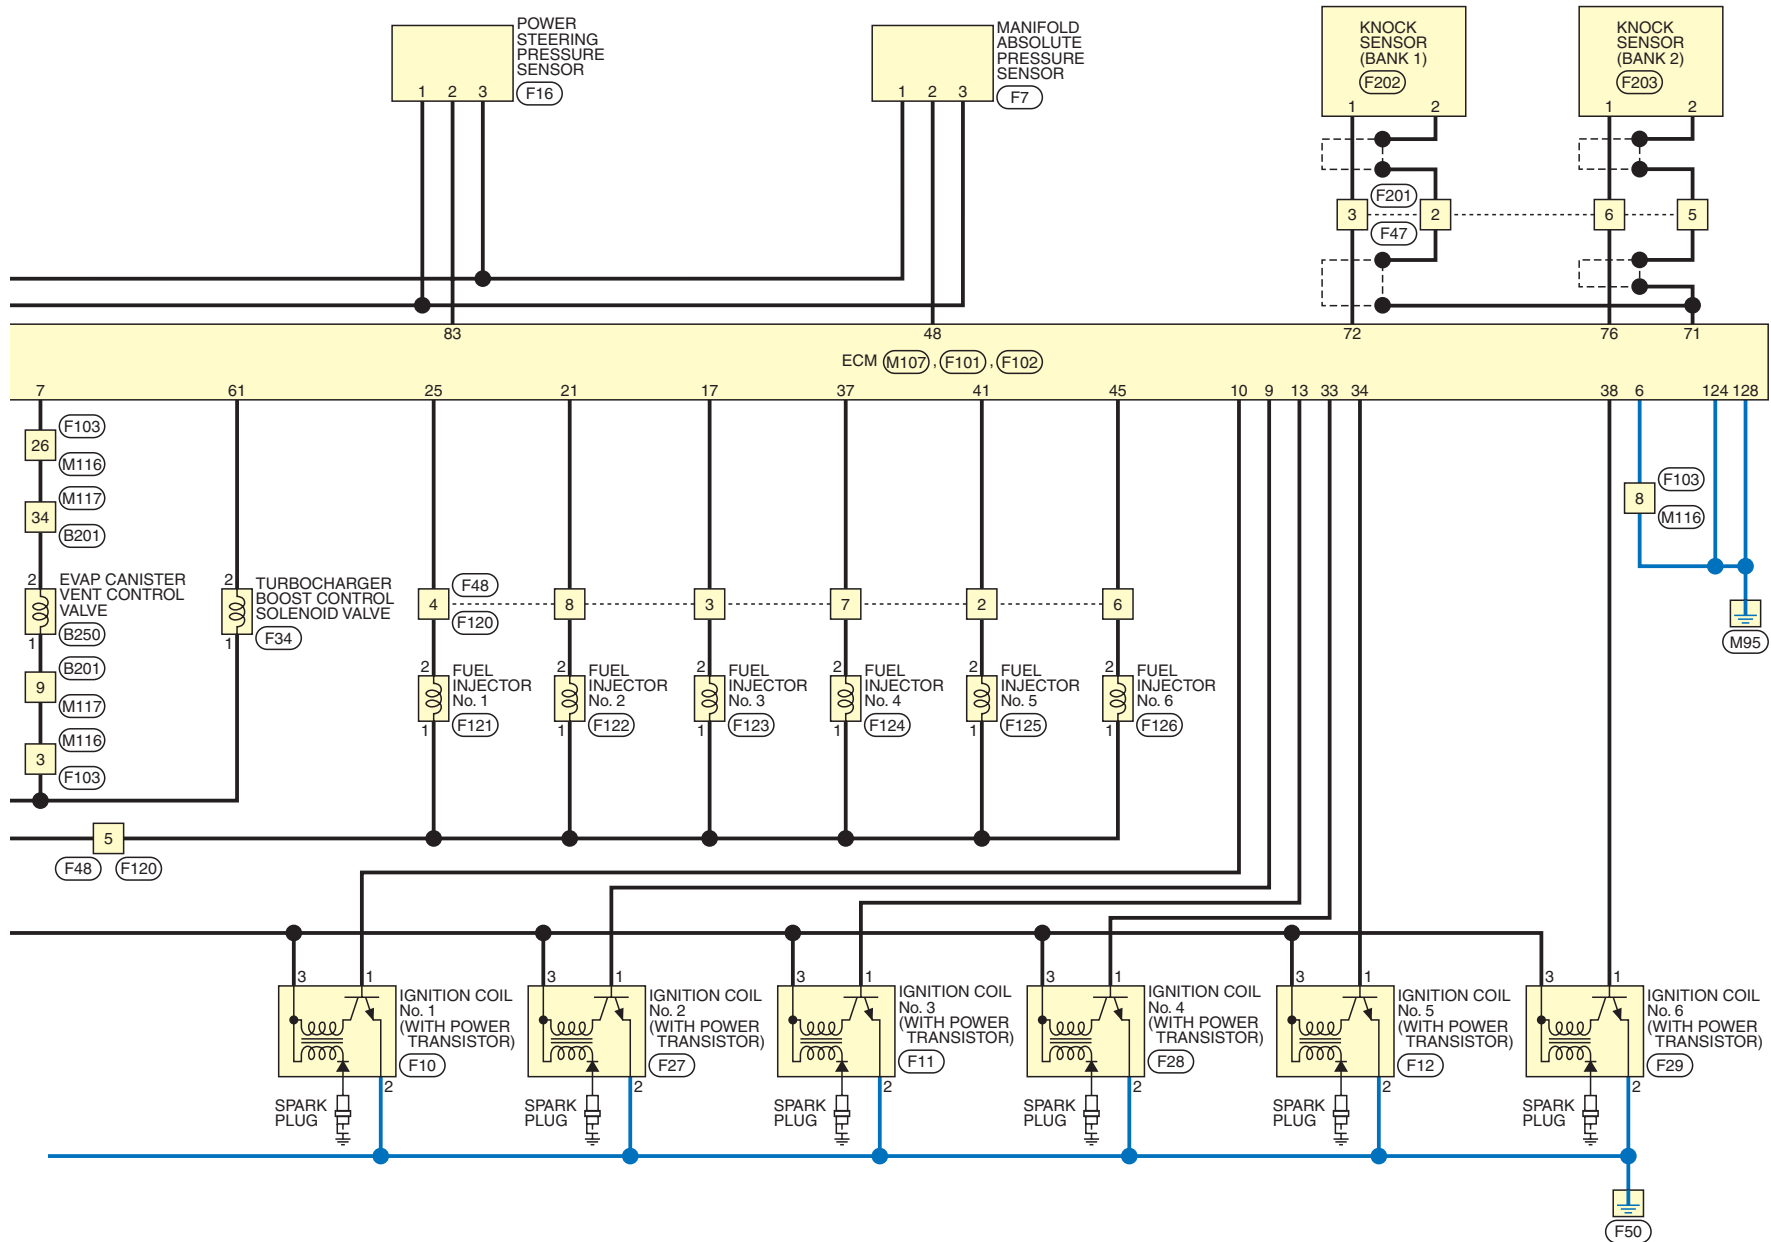 POWER
STEERING
PRESSURE
SENSOR
F16
1 2 3
MANIFOLD
ABSOLUTE
PRESSURE
SENSOR
F7
1 2 3
KNOCK
SENSOR
(BANK 1)
F202
1 2
KNOCK
SENSOR
(BANK 2)
F203
1 2
F201
3 2 6 5
F47
83 48 72 76 71
ECM M107, F101, F102
7 61 25 21 17 37 41 45 10 9 13 33 34 38 6 124 128
F103
26
M116
M117
34
B201
2
EVAP CANISTER
VENT CONTROL
VALVE
B250
1
B201
9
M117
M116
3
F103
2
TURBOCHARGER
BOOST CONTROL
SOLENOID VALVE
F34
1
F48
4 8 3 7 2 6
F120
2
FUEL
INJECTOR
No. 1
F121
1
2
FUEL
INJECTOR
No. 2
F122
1
2
FUEL
INJECTOR
No. 3
F123
1
2
FUEL
INJECTOR
No. 4
F124
1
2
FUEL
INJECTOR
No. 5
F125
1
2
FUEL
INJECTOR
No. 6
F126
1
F103
8
M116
M95
5
F48 F120
3 1
IGNITION COIL
No. 1
(WITH POWER
TRANSISTOR)
F10
2
SPARK
PLUG
3 1
IGNITION COIL
No. 2
(WITH POWER
TRANSISTOR)
F27
2
SPARK
PLUG
3 1
IGNITION COIL
No. 3
(WITH POWER
TRANSISTOR)
F11
2
SPARK
PLUG
3 1
IGNITION COIL
No. 4
(WITH POWER
TRANSISTOR)
F28
2
SPARK
PLUG
3 1
IGNITION COIL
No. 5
(WITH POWER
TRANSISTOR)
F12
2
SPARK
PLUG
3 1
IGNITION COIL
No. 6
(WITH POWER
TRANSISTOR)
F29
2
SPARK
PLUG
F50